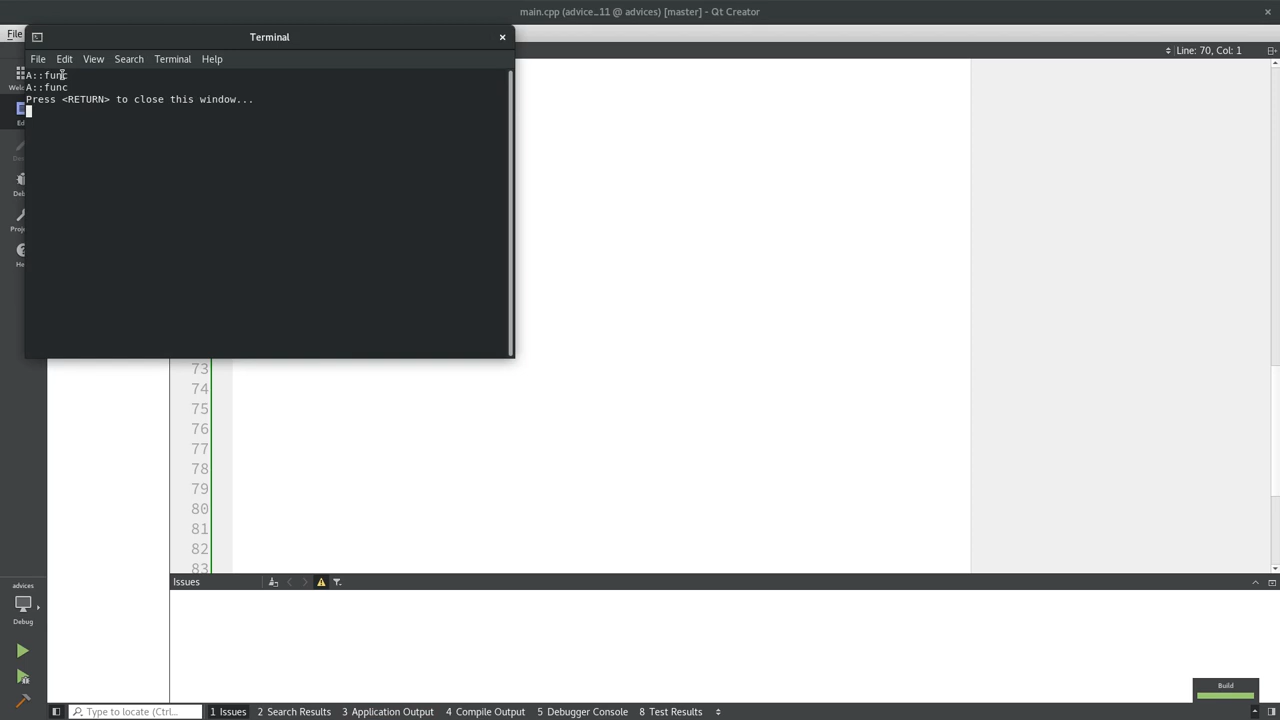 main.cpp (advice_11 @ advices) [master] - Qt Creator
File
Line: 70, Col: 1
Terminal
File Edit View Search Terminal Help
A::func
A::func
Press <RETURN> to close this window...
73
74
75
76
77
78
79
80
81
82
83
Issues
advices
Debug
Build
Type to locate (Ctrl...
1 Issues
2 Search Results
3 Application Output
4 Compile Output
5 Debugger Console
8 Test Results